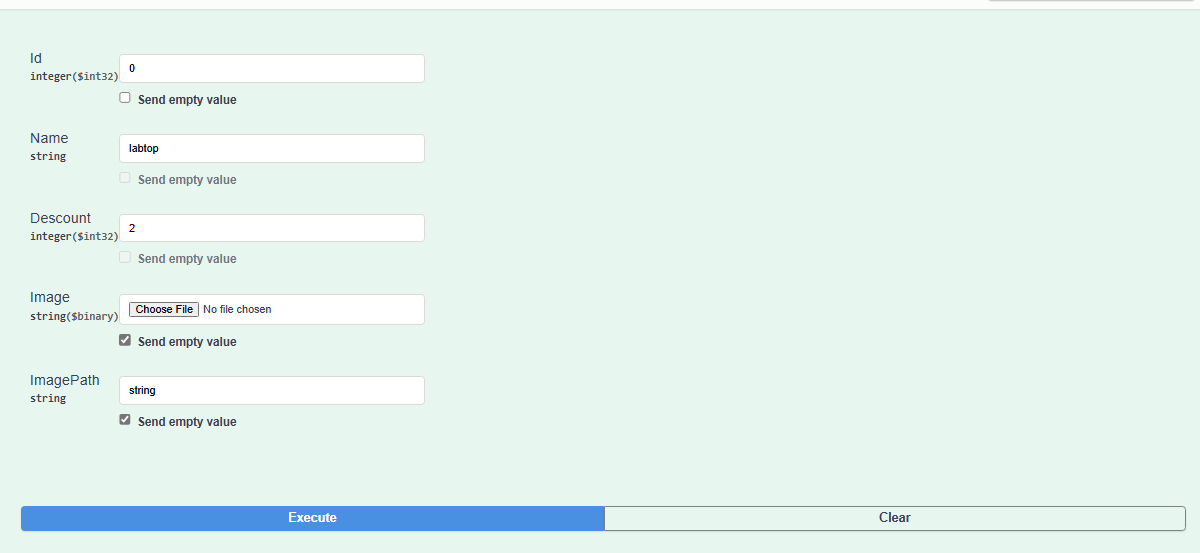 Id
integer($int32)
0
Send empty value
Name
string
labtop
Send empty value
Descount
integer($int32)
2
Send empty value
Image
string($binary)
Choose File No file chosen
Send empty value
ImagePath
string
string
Send empty value
Execute
Clear